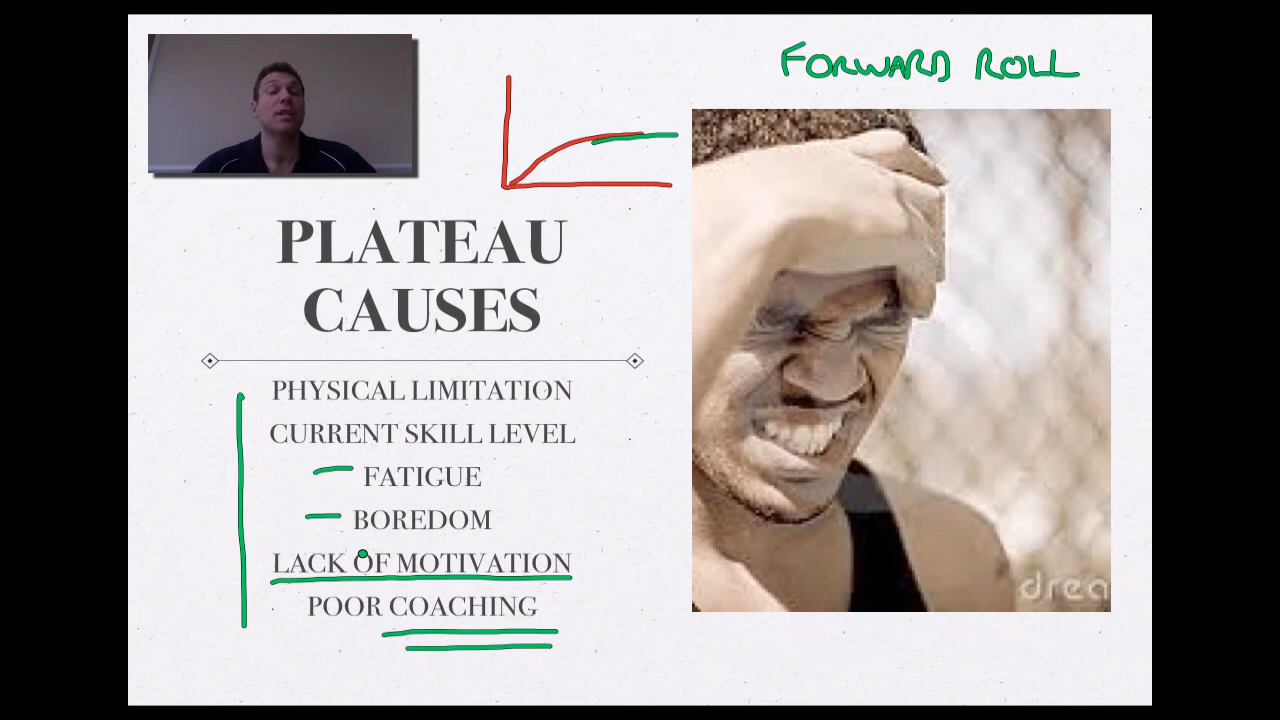 FORWARD ROLL
PLATEAU
CAUSES
PHYSICAL LIMITATION
CURRENT SKILL LEVEL
FATIGUE
BOREDOM
LACK OF MOTIVATION
POOR COACHING
drea